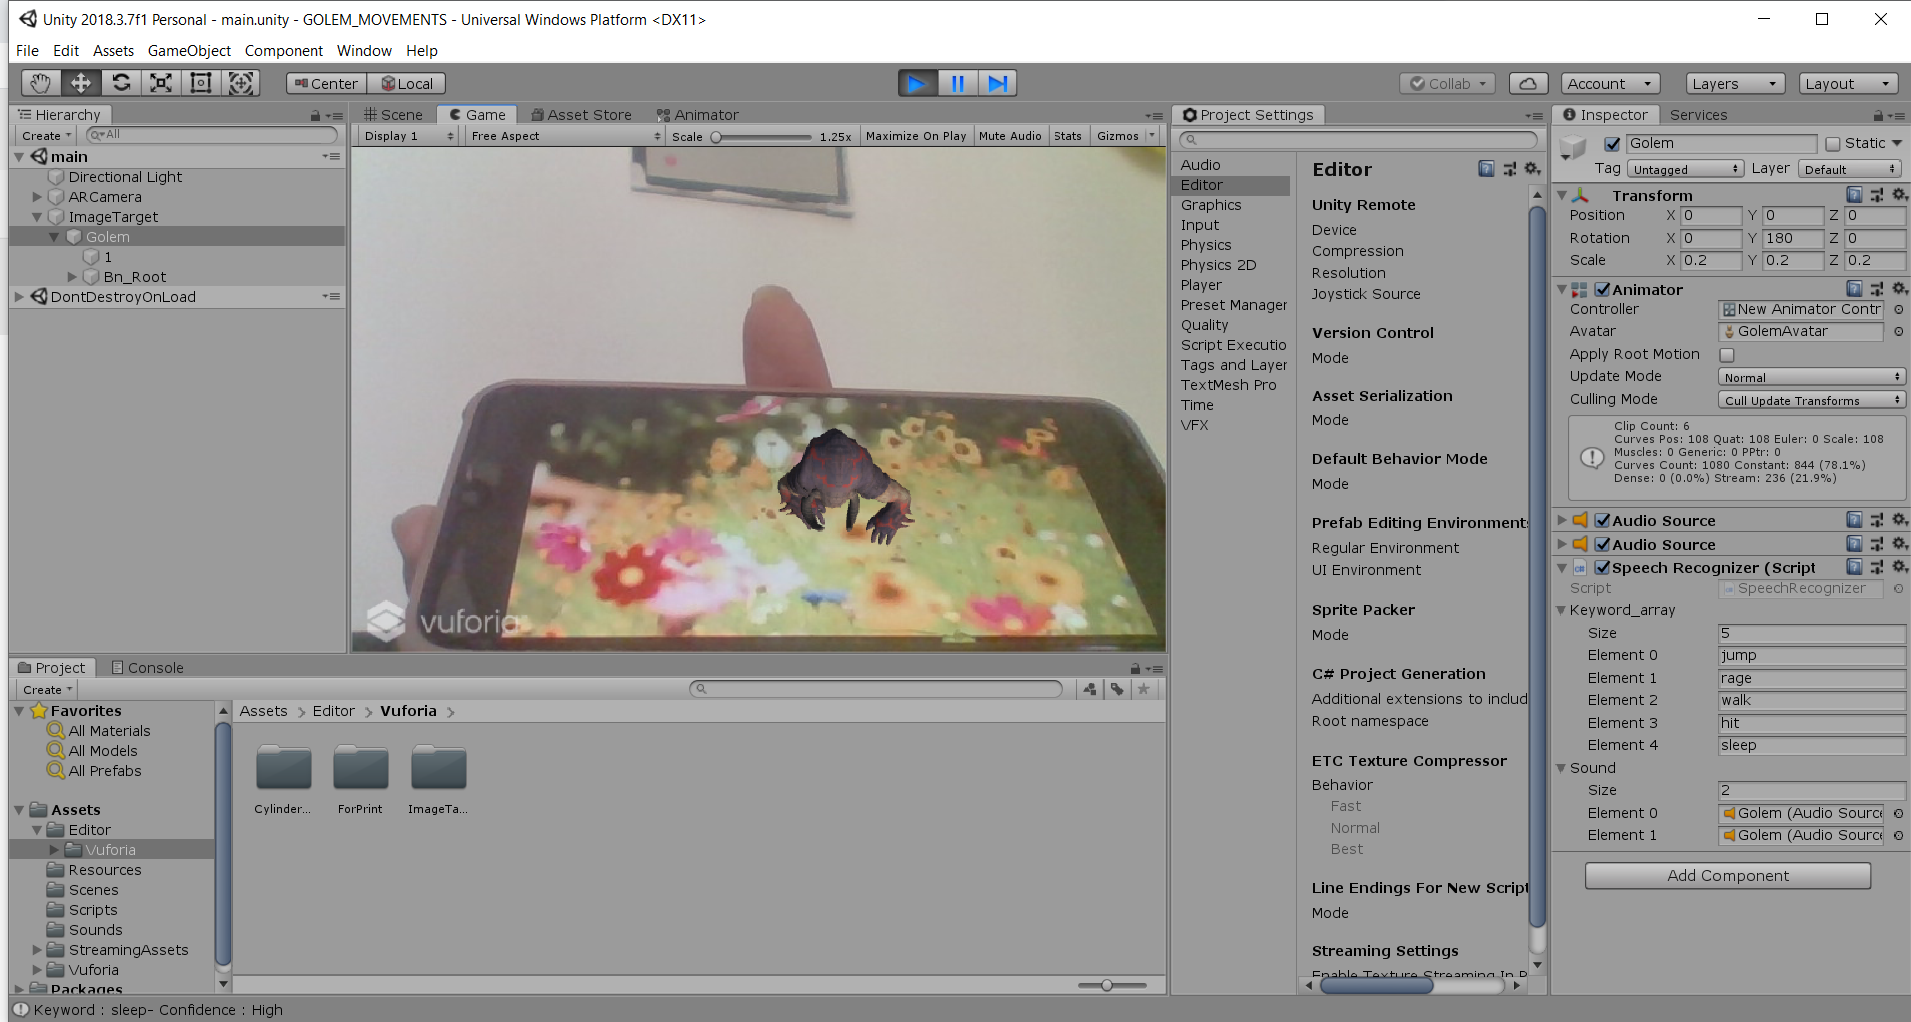 Unity 2018.3.7f1 Personal - main.unity - GOLEM_MOVEMENTS - Universal Windows Platform <DX11>
File Edit Assets GameObject Component Window Help
Center Local Collab Account Layers Layout
Hierarchy
Create All
main
Directional Light
ARCamera
ImageTarget
Golem
1
Bn_Root
DontDestroyOnLoad
Scene Game Asset Store Animator
Display 1 Free Aspect Scale 1.25x Maximize On Play Mute Audio Stats Gizmos
vuforia
Project Settings
Audio
Editor
Graphics
Input
Physics
Physics 2D
Player
Preset Manager
Quality
Script Executio
Tags and Layer
TextMesh Pro
Time
VFX
Editor
Unity Remote
Device
Compression
Resolution
Joystick Source
Version Control
Mode
Asset Serialization
Mode
Default Behavior Mode
Mode
Prefab Editing Environments
Regular Environment
UI Environment
Sprite Packer
Mode
C# Project Generation
Additional extensions to includ
Root namespace
ETC Texture Compressor
Behavior
Fast
Normal
Best
Line Endings For New Script
Mode
Streaming Settings
Enable Texture Streaming In P
Inspector Services
Golem Static
Tag Untagged Layer Default
Transform
Position X 0 Y 0 Z 0
Rotation X 0 Y 180 Z 0
Scale X 0.2 Y 0.2 Z 0.2
Animator
Controller New Animator Contr
Avatar GolemAvatar
Apply Root Motion
Update Mode Normal
Culling Mode Cull Update Transforms
Clip Count: 6
Curves Pos: 108 Quat: 108 Euler: 0 Scale: 108
Muscles: 0 Generic: 0 PPtr: 0
Curves Count: 1080 Constant: 844 (78.1%)
Dense: 0 (0.0%) Stream: 236 (21.9%)
Audio Source
Audio Source
Speech Recognizer (Script
Script SpeechRecognizer
Keyword_array
Size 5
Element 0 jump
Element 1 rage
Element 2 walk
Element 3 hit
Element 4 sleep
Sound
Size 2
Element 0 Golem (Audio Source
Element 1 Golem (Audio Source
Add Component
Project Console
Create
Favorites
All Materials
All Models
All Prefabs
Assets
Editor
Vuforia
Resources
Scenes
Scripts
Sounds
StreamingAssets
Vuforia
Packages
Assets Editor Vuforia
Cylinder... ForPrint ImageTa...
Keyword : sleep- Confidence : High